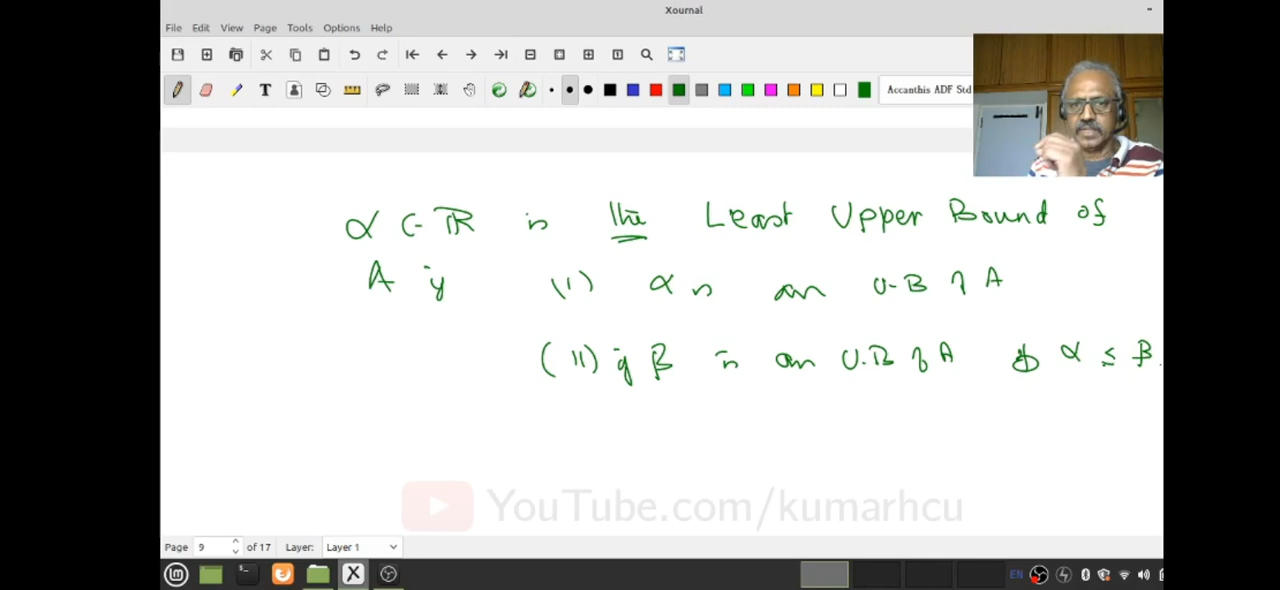 Xournal
File Edit View Page Tools Options Help
Accanthis ADF Std
α ∈ ℝ is the Least Upper Bound of
A if (i) α is an U.B of A
(ii) if β is an U.B of A α ≤ β.
YouTube.com/kumarhcu
Page 9 of 17 Layer: Layer 1
EN